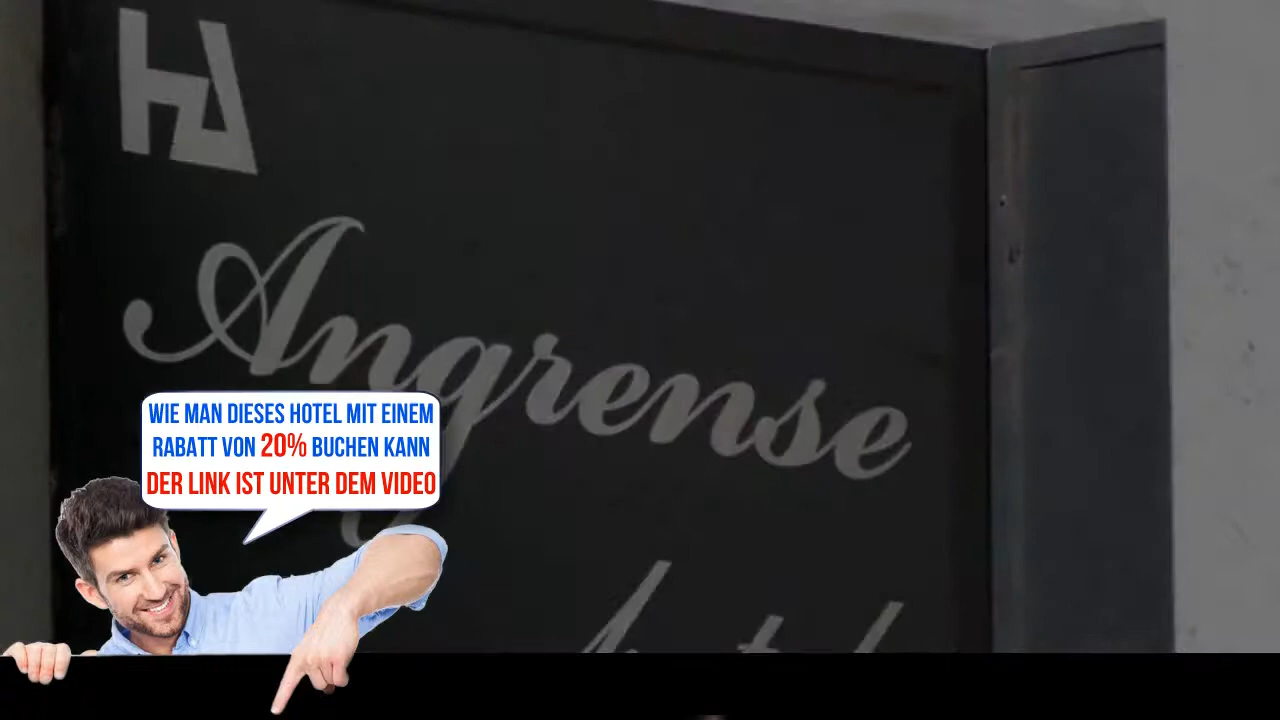 HA
Angrense
WIE MAN DIESES HOTEL MIT EINEM
RABATT VON 20% BUCHEN KANN
DER LINK IST UNTER DEM VIDEO